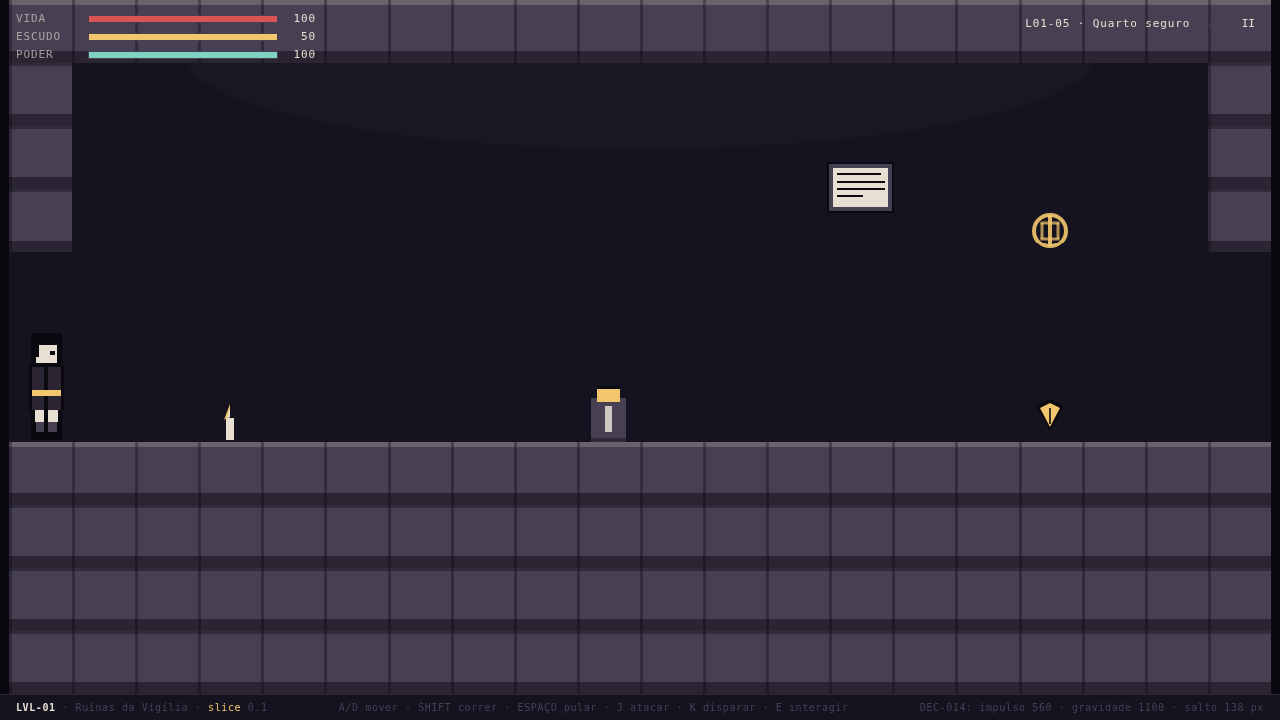 VIDA 100
ESCUDO 50
PODER 100
L01-05 · Quarto seguro II
LVL-01 · Ruínas da Vigília · slice 0.1
A/D mover · SHIFT correr · ESPAÇO pular · J atacar · K disparar · E interagir
DEC-014: impulso 560 · gravidade 1100 · salto 138 px